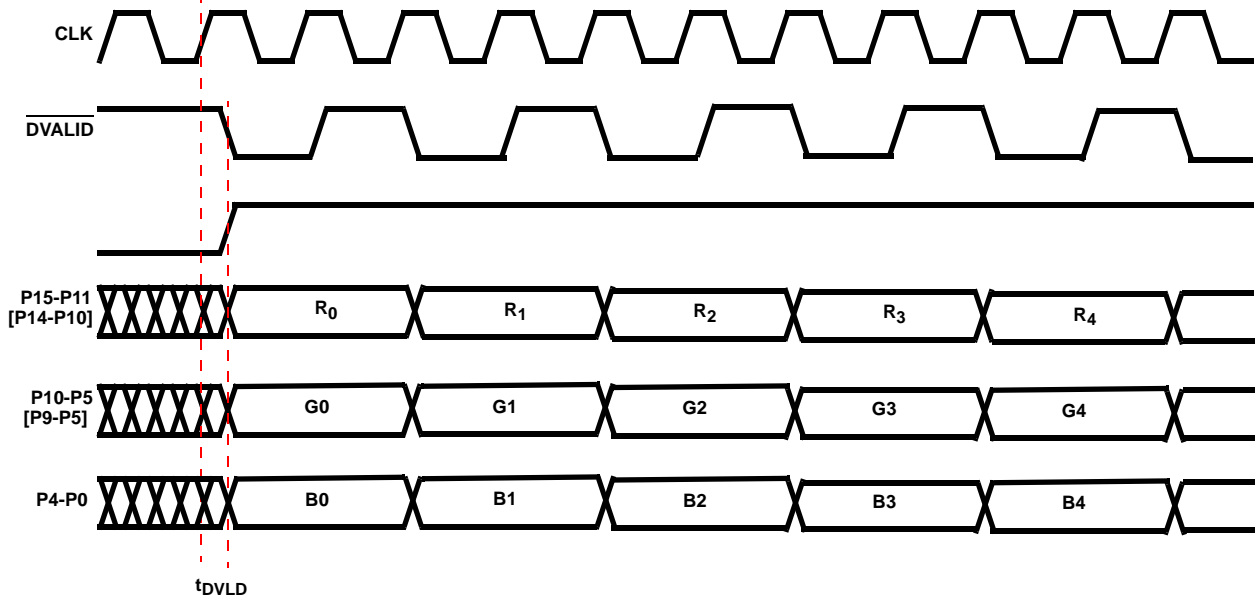 CLK
DVALID
P15-P11
[P14-P10]
R0 R1 R2 R3 R4
P10-P5
[P9-P5]
G0 G1 G2 G3 G4
P4-P0
B0 B1 B2 B3 B4
tDVLD